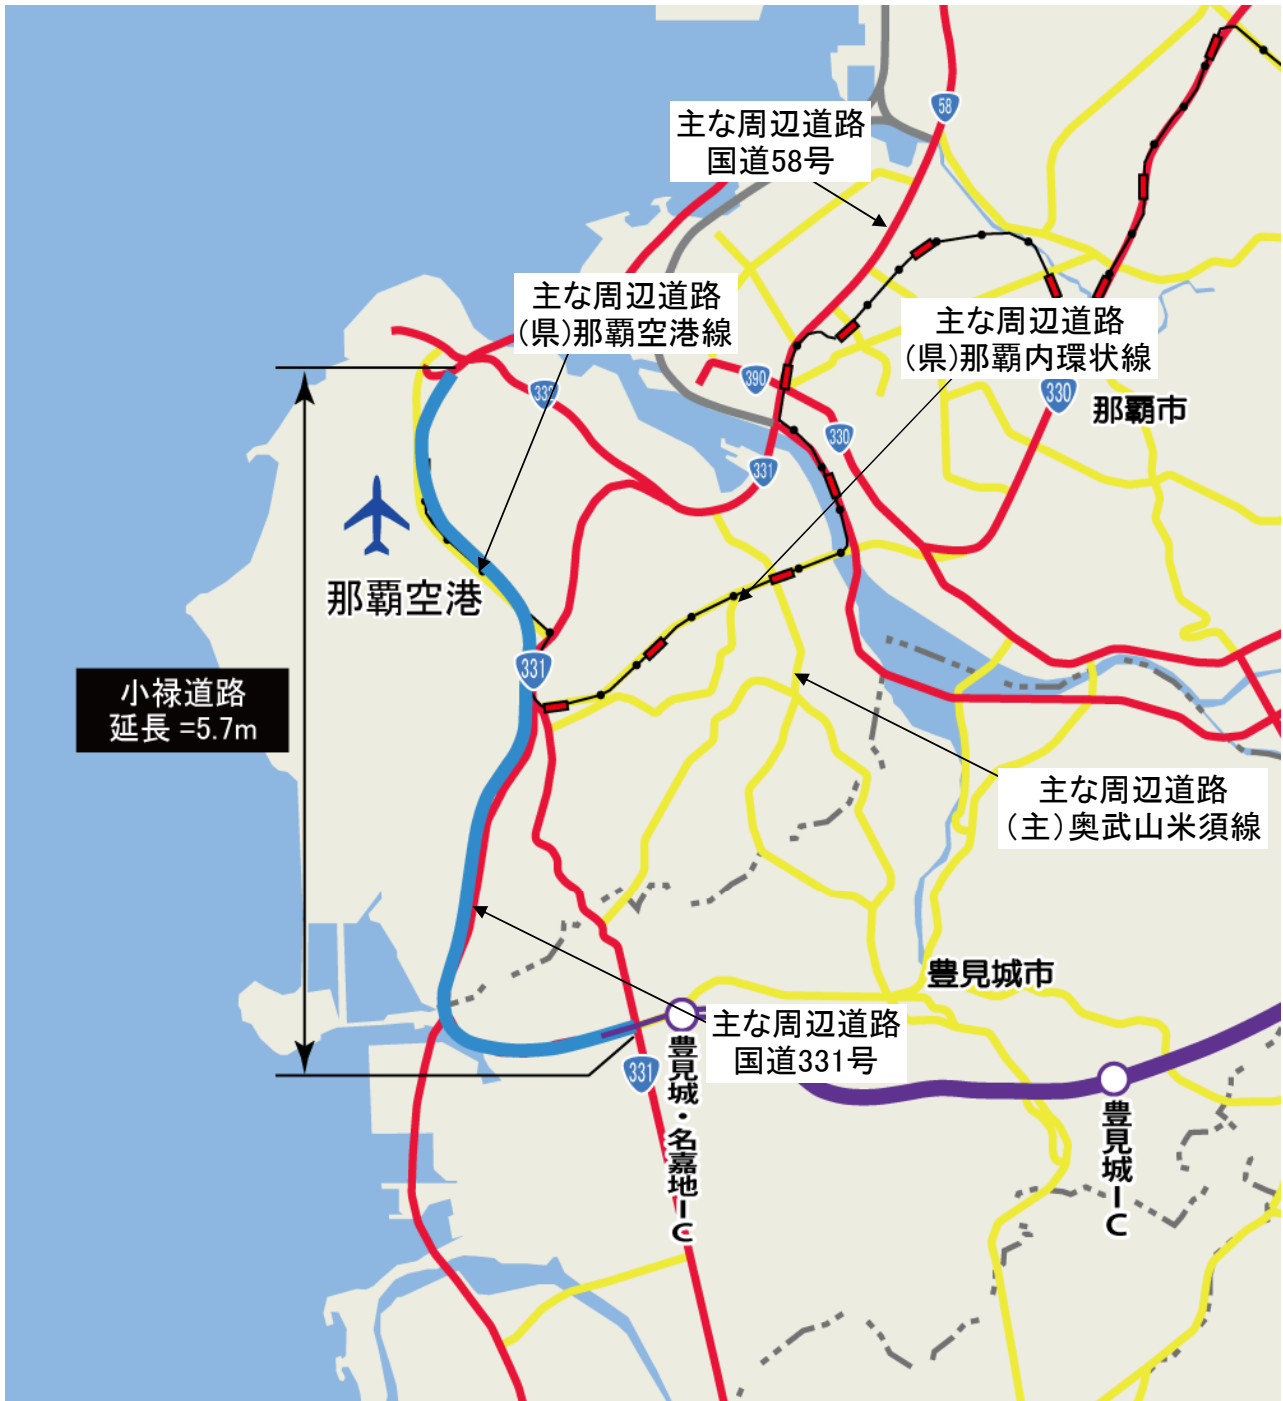 58
主な周辺道路
国道58号
主な周辺道路
(県)那覇空港線
主な周辺道路
(県)那覇内環状線
332
390
330
那覇市
330
331
那覇空港
331
小禄道路
延長 =5.7m
主な周辺道路
(主)奥武山米須線
豊見城市
主な周辺道路
国道331号
331
豊見城・名嘉地IC
豊見城IC